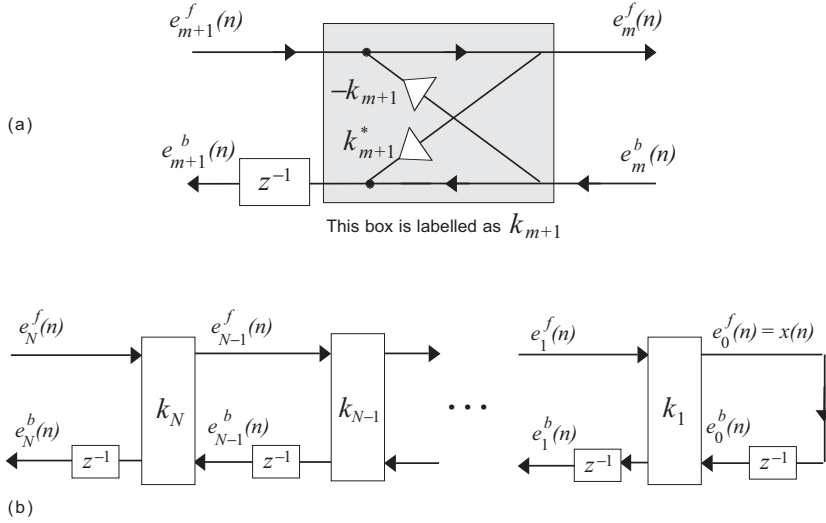 e^f_{m+1}(n) e^f_m(n)
−k_{m+1}
(a)
k^*_{m+1}
e^b_{m+1}(n) e^b_m(n)
z^{−1}
This box is labelled as k_{m+1}
e^f_N(n) e^f_{N−1}(n) e^f_1(n) e^f_0(n) = x(n)
k_N k_{N−1} ... k_1
e^b_N(n) e^b_{N−1}(n) e^b_1(n) e^b_0(n)
z^{−1} z^{−1} z^{−1} z^{−1}
(b)